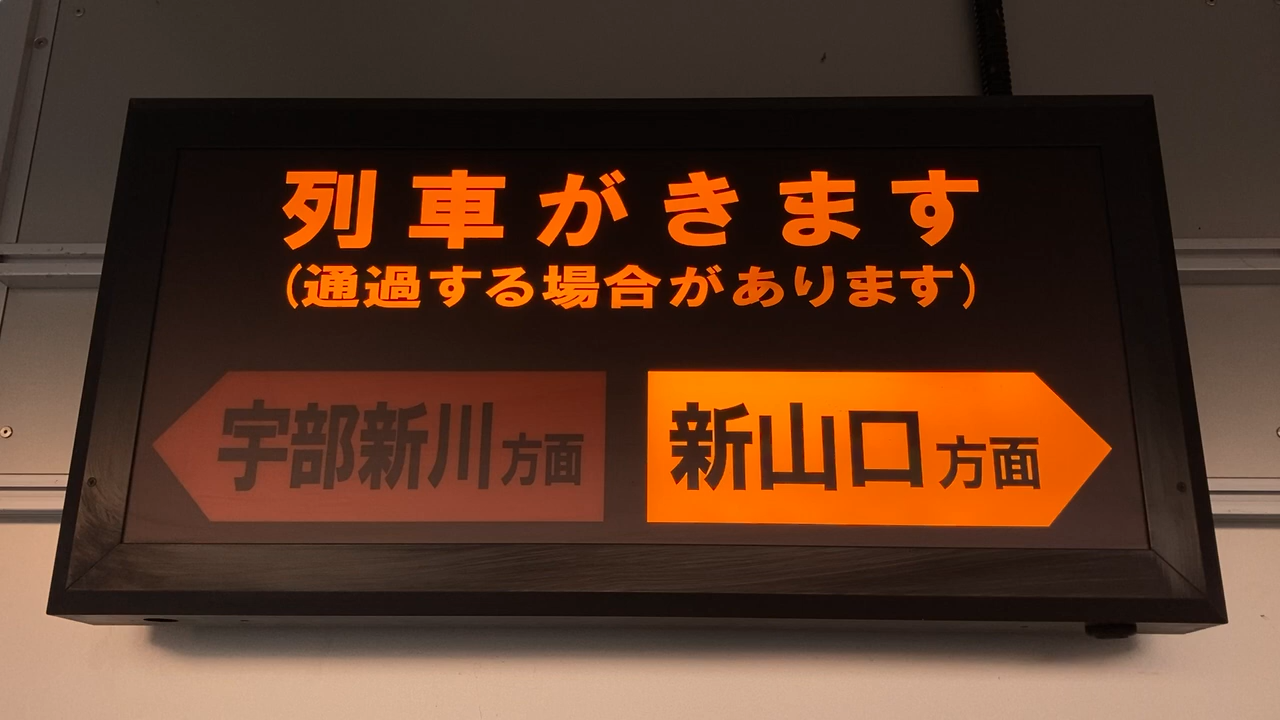 列車がきます
(通過する場合があります)
宇部新川方面
新山口方面